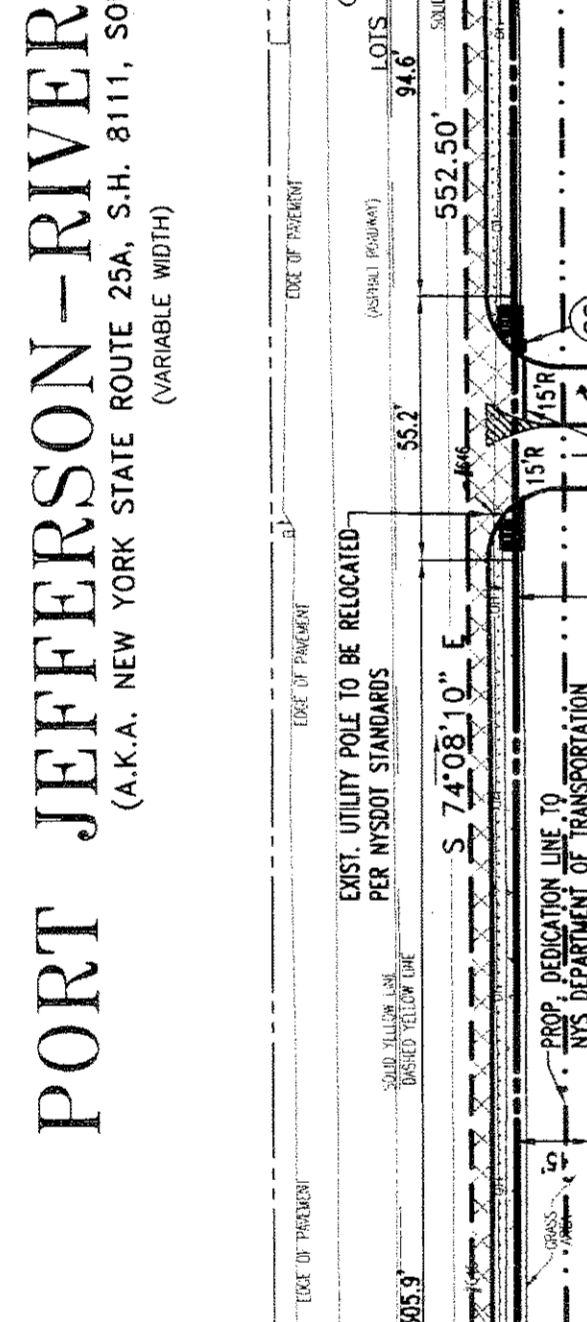 PORT JEFFERSON-RIVER
(A.K.A. NEW YORK STATE ROUTE 25A, S.H. 8111, SO
(VARIABLE WIDTH)
EDGE OF PAVEMENT
EDGE OF PAVEMENT
EDGE OF PAVEMENT
EXIST. UTILITY POLE TO BE RELOCATED
PER NYSDOT STANDARDS
(ASPHALT ROADWAY)
LOTS
SOLID YELLOW LINE
DASHED YELLOW LINE
505.9'
55.2'
94.6'
SOLID
S 74°08'10" E
552.50'
15'R
15'R
PROP. DEDICATION LINE TO
NYS DEPARTMENT OF TRANSPORTATION
GRASS
AREA
5'